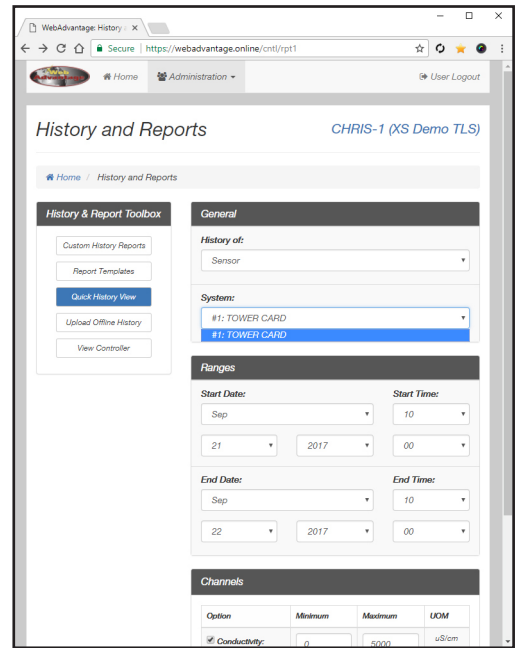 WebAdvantage: History a
Secure | https://webadvantage.online/cntl/rpt1
Web
Advantage
Home Administration User Logout
History and Reports CHRIS-1 (XS Demo TLS)
Home / History and Reports
History & Report Toolbox
Custom History Reports
Report Templates
Quick History View
Upload Offline History
View Controller
General
History of:
Sensor
System:
#1: TOWER CARD
#1: TOWER CARD
Ranges
Start Date: Start Time:
Sep 10
21 2017 00
End Date: End Time:
Sep 10
22 2017 00
Channels
Option Minimum Maximum UOM
Conductivity: 0 5000 uS/cm